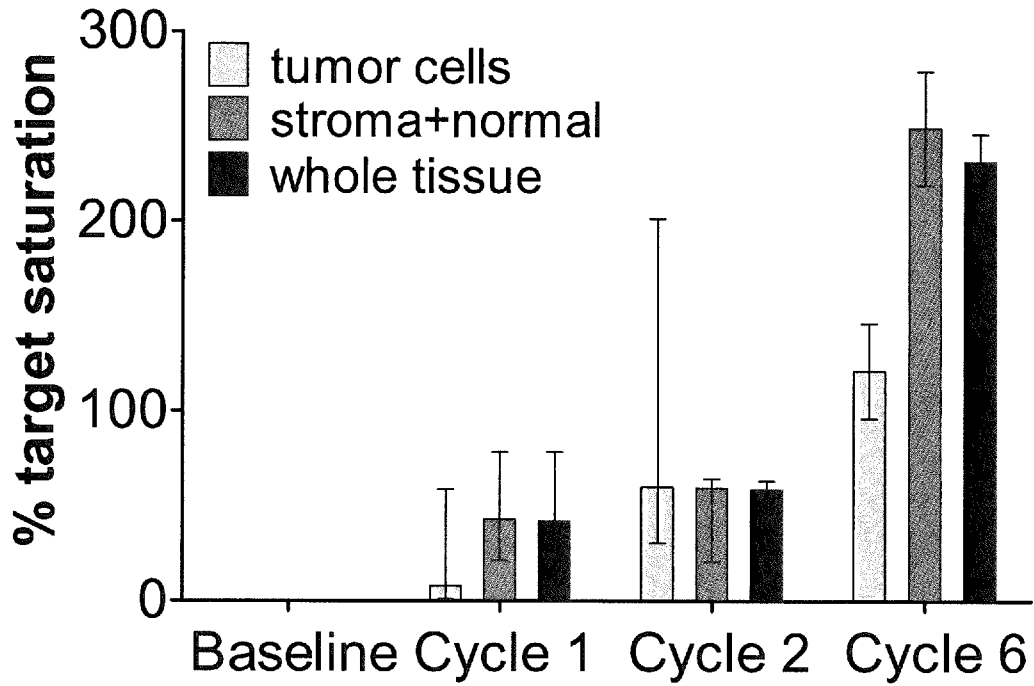 % target saturation
300
200
100
0
tumor cells
stroma+normal
whole tissue
Baseline Cycle 1 Cycle 2 Cycle 6